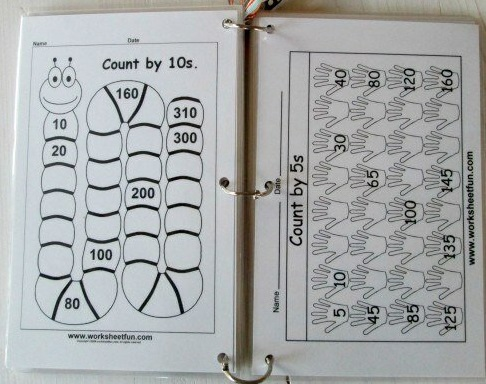 Name Date
Count by 10s.
160
10 310
20 300
200
100
80
www.worksheetfun.com
Name Date
Count by 5s
5 10 30 40
45 65 80
85 100 120
125 135 145 160
www.worksheetfun.com